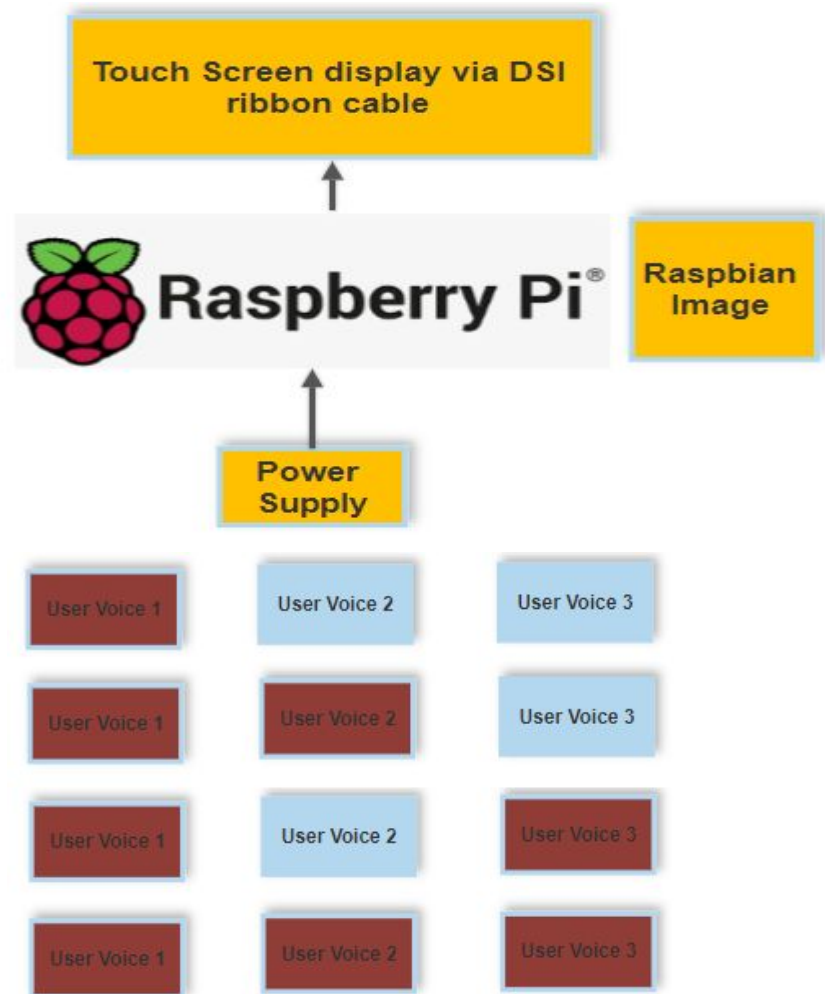 Touch Screen display via DSI
ribbon cable
Raspberry Pi®
Raspbian
Image
Power
Supply
User Voice 1
User Voice 2
User Voice 3
User Voice 1
User Voice 2
User Voice 3
User Voice 1
User Voice 2
User Voice 3
User Voice 1
User Voice 2
User Voice 3